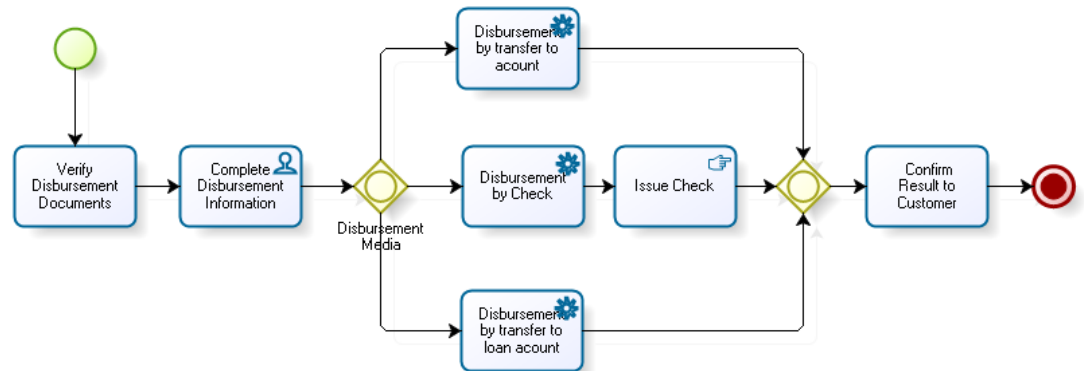 Disbursement
by transfer to
acount
Verify
Disbursement
Documents
Complete
Disbursement
Information
Disbursement
Media
Disbursement
by Check
Issue Check
Confirm
Result to
Customer
Disbursement
by transfer to
loan acount